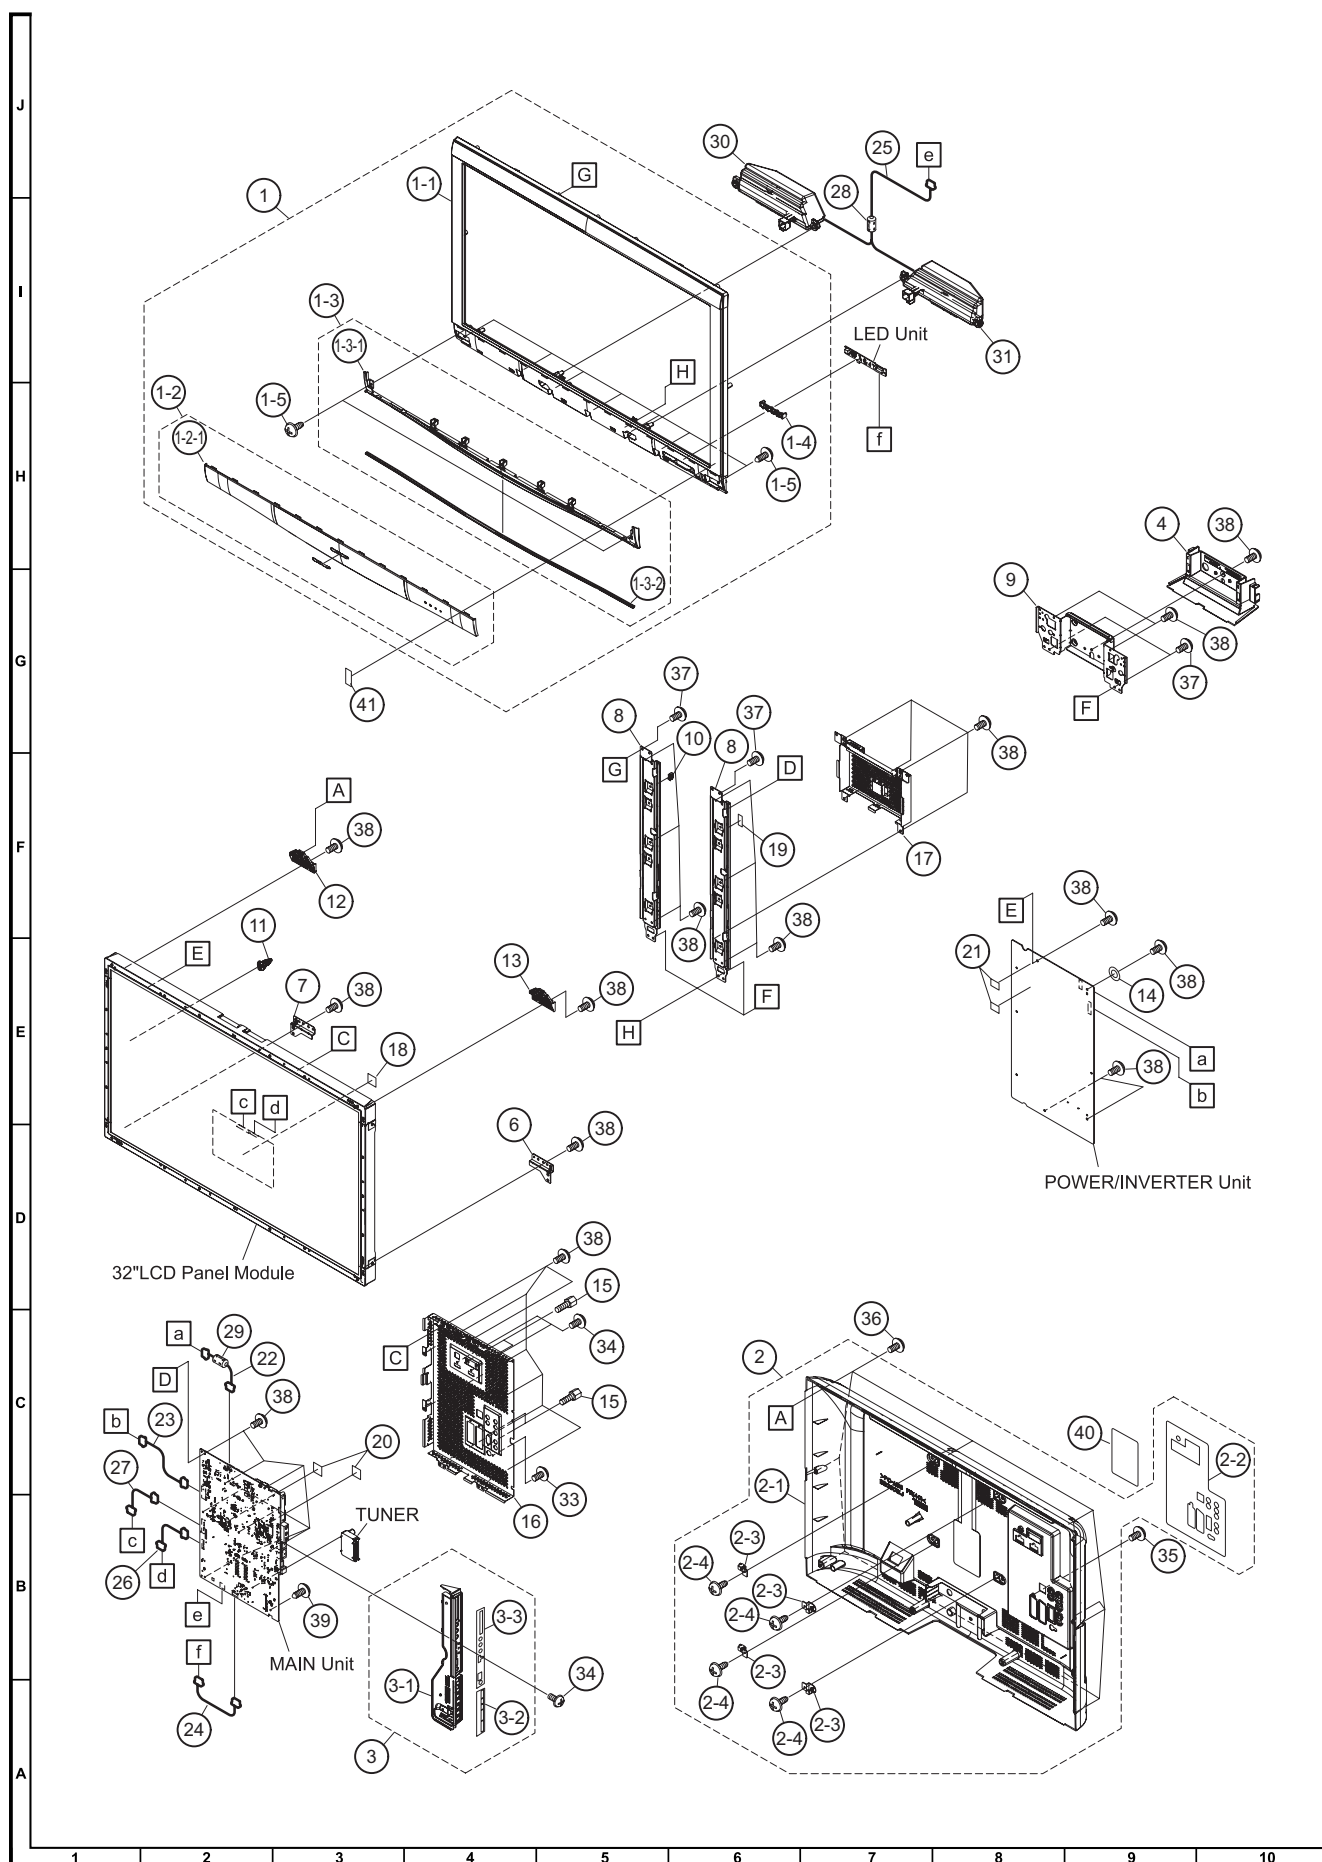 J
30
25
e
1-1
G
1
28
I
1-3
LED Unit
31
1-3-1
H
1-2
1-5
1-4
f
1-2-1
H
1-5
4
38
9
1-3-2
38
G
37
37
41
F
8
37
10
8
38
G
D
A
38
F
19
17
12
38
11
38
38
E
E
13
21
38
7
38
38
14
F
E
C
H
18
a
38
c
d
b
6
38
POWER/INVERTER Unit
D
38
32"LCD Panel Module
15
29
36
a
34
2
22
C
D
C
38
15
A
b
23
40
20
2-2
27
2-1
33
16
TUNER
c
2-3
35
2-4
26
d
B
2-3
e
39
3-3
2-4
f
MAIN Unit
2-3
34
3-1
2-4
3-2
24
2-4
2-3
3
A
1
2
3
4
5
6
7
8
9
10